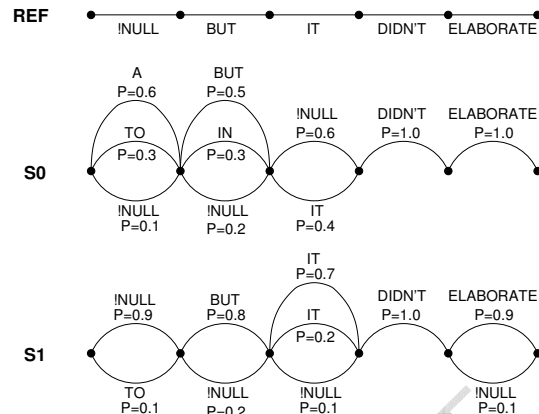 REF
!NULL BUT IT DIDN'T ELABORATE
A BUT
P=0.6 P=0.5 !NULL DIDN'T ELABORATE
TO IN P=0.6 P=1.0 P=1.0
P=0.3 P=0.3
S0
!NULL !NULL IT
P=0.1 P=0.2 P=0.4
IT
P=0.7
!NULL BUT DIDN'T ELABORATE
P=0.9 P=0.8 IT P=1.0 P=0.9
P=0.2
S1
TO !NULL !NULL !NULL
P=0.1 P=0.2 P=0.1 P=0.1